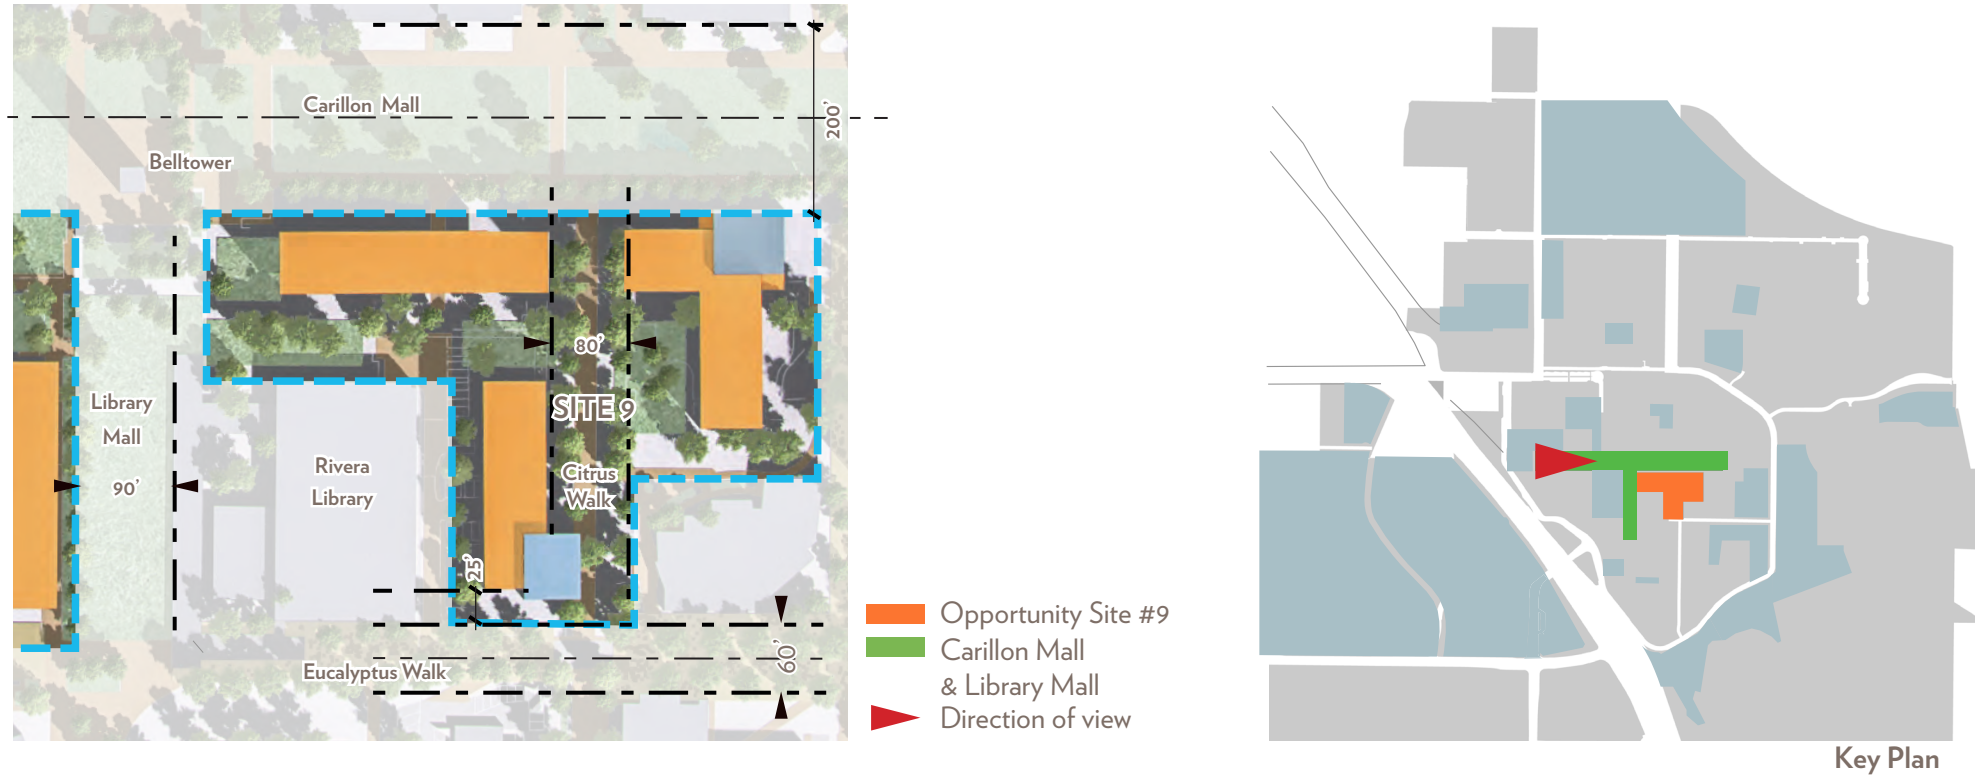 Carillon Mall
200'
Belltower
80'
SITE 9
Library
Mall
90'
Rivera
Library
Citrus
Walk
25'
60'
Eucalyptus Walk
Opportunity Site #9
Carillon Mall
& Library Mall
Direction of view
Key Plan